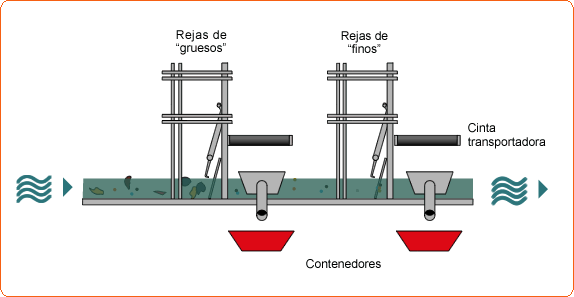 Rejas de
“gruesos”
Rejas de
“finos”
Cinta
transportadora
Contenedores